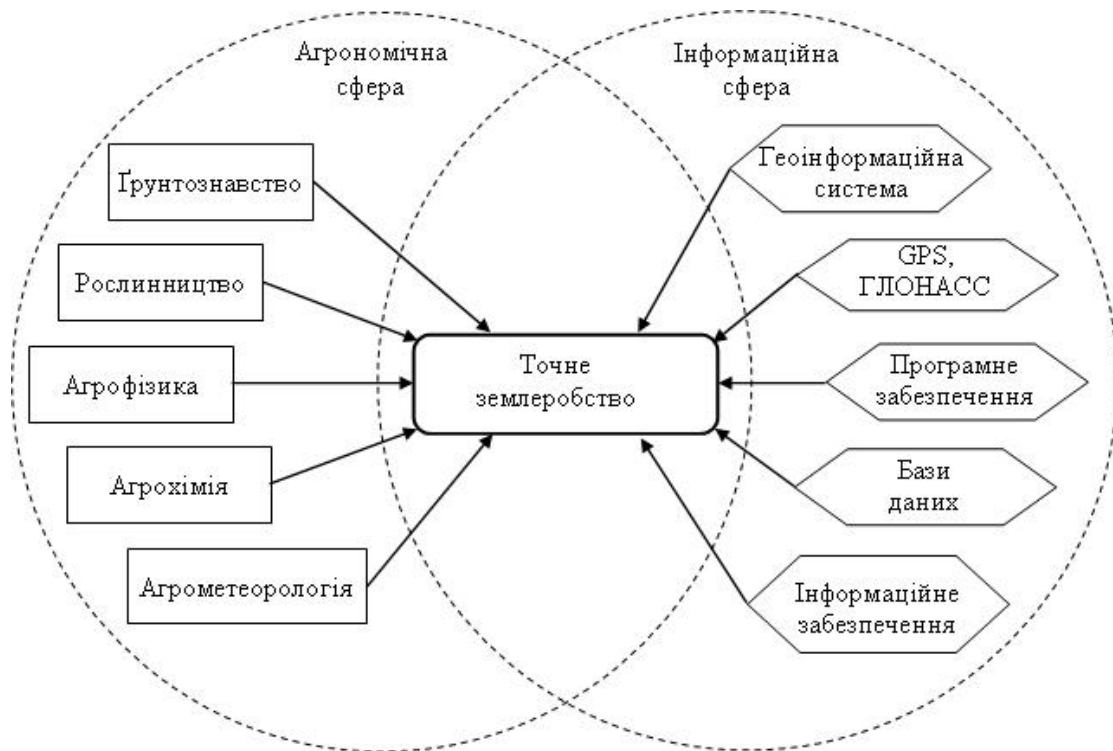 Агрономічна
сфера
Інформаційна
сфера
Ґрунтознавство
Рослинництво
Агрофізика
Агрохімія
Агрометеорологія
Точне
землеробство
Геоінформаційна
система
GPS,
ГЛОНАСС
Програмне
забезпечення
Бази
даних
Інформаційне
забезпечення